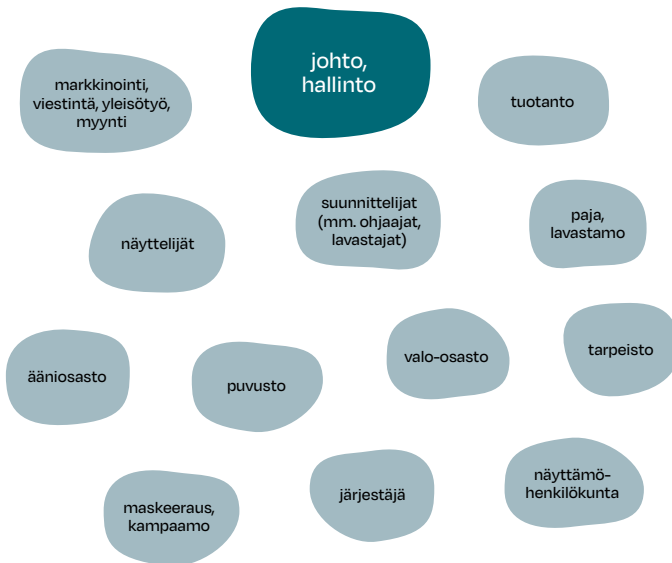 johto,
hallinto
markkinointi,
viestintä, yleisötyö,
myynti
tuotanto
näyttelijät
suunnittelijat
(mm. ohjaajat,
lavastajat)
paja,
lavastamo
ääniosasto
puvusto
valo-osasto
tarpeisto
maskeeraus,
kampaamo
järjestäjä
näyttämö-
henkilökunta